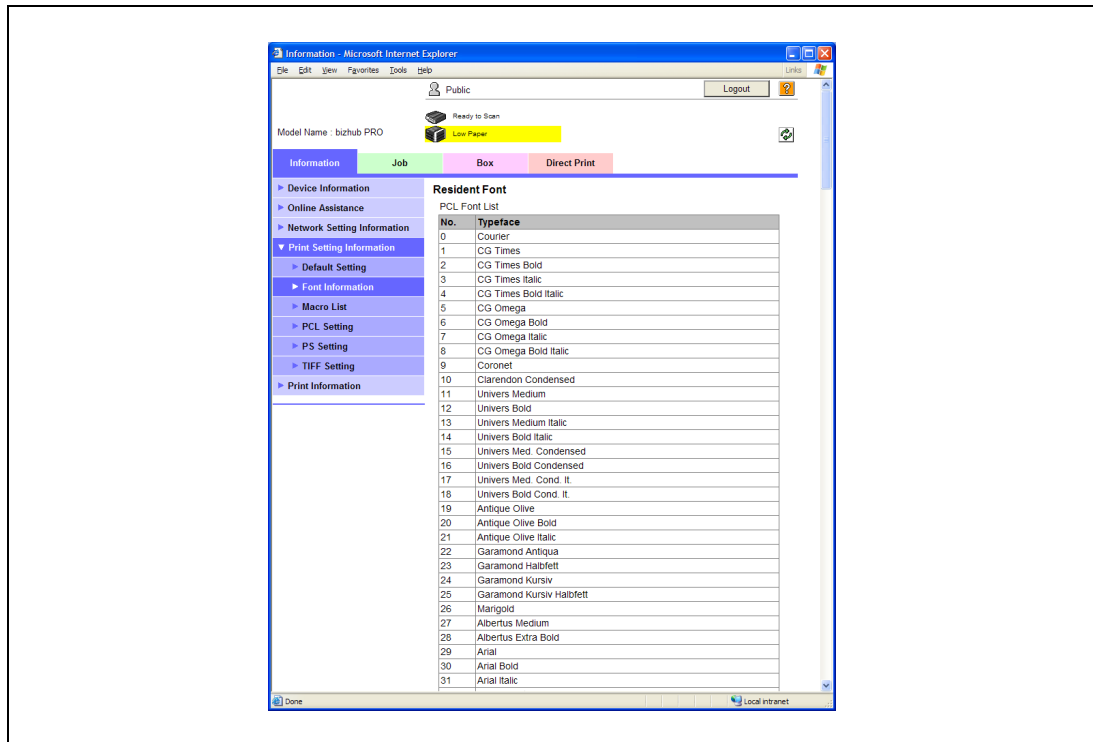 Information - Microsoft Internet Explorer
File Edit View Favorites Tools Help Links
Public Logout ?
Ready to Scan
Model Name : bizhub PRO Low Paper
Information Job Box Direct Print
Device Information
Online Assistance
Network Setting Information
Print Setting Information
Default Setting
Font Information
Macro List
PCL Setting
PS Setting
TIFF Setting
Print Information
Resident Font
PCL Font List
No. Typeface
0 Courier
1 CG Times
2 CG Times Bold
3 CG Times Italic
4 CG Times Bold Italic
5 CG Omega
6 CG Omega Bold
7 CG Omega Italic
8 CG Omega Bold Italic
9 Coronet
10 Clarendon Condensed
11 Univers Medium
12 Univers Bold
13 Univers Medium Italic
14 Univers Bold Italic
15 Univers Med. Condensed
16 Univers Bold Condensed
17 Univers Med. Cond. It.
18 Univers Bold Cond. It.
19 Antique Olive
20 Antique Olive Bold
21 Antique Olive Italic
22 Garamond Antiqua
23 Garamond Halbfett
24 Garamond Kursiv
25 Garamond Kursiv Halbfett
26 Marigold
27 Albertus Medium
28 Albertus Extra Bold
29 Arial
30 Arial Bold
31 Arial Italic
Done Local intranet